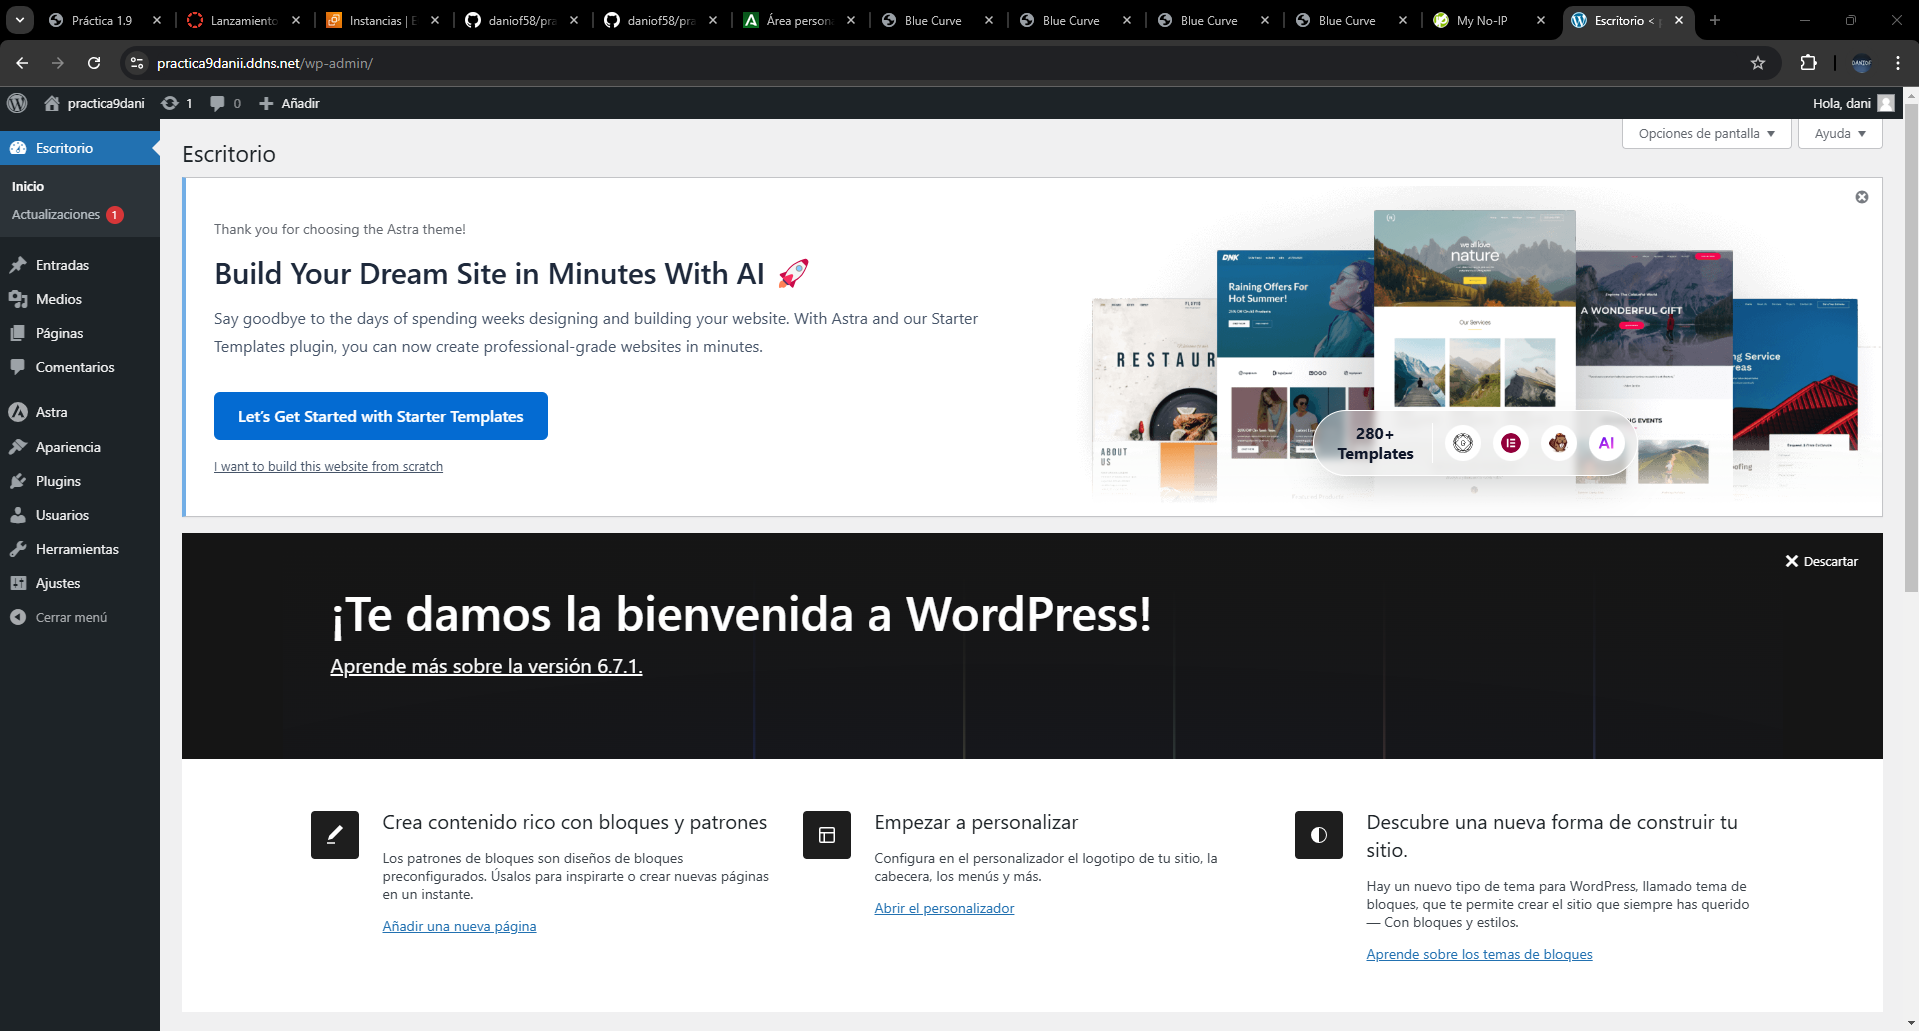 Práctica 1.9
Lanzamiento
Instancias | E
daniof58/pra
daniof58/pra
Área person
Blue Curve
Blue Curve
Blue Curve
Blue Curve
My No-IP
Escritorio < p
practica9danii.ddns.net/wp-admin/
practica9dani
1
0
Añadir
Hola, dani
Escritorio
Inicio
Actualizaciones 1
Entradas
Medios
Páginas
Comentarios
Astra
Apariencia
Plugins
Usuarios
Herramientas
Ajustes
Cerrar menú
Opciones de pantalla
Ayuda
Escritorio
Thank you for choosing the Astra theme!
Build Your Dream Site in Minutes With AI 🚀
Say goodbye to the days of spending weeks designing and building your website. With Astra and our Starter
Templates plugin, you can now create professional-grade websites in minutes.
Let's Get Started with Starter Templates
I want to build this website from scratch
RESTAUR
ABOUT
US
DNK
Raining Offers For
Hot Summer!
we all love
nature
Our Services
A WONDERFUL GIFT
NG EVENTS
ng Service
reas
280+
Templates
AI
Descartar
¡Te damos la bienvenida a WordPress!
Aprende más sobre la versión 6.7.1.
Crea contenido rico con bloques y patrones
Los patrones de bloques son diseños de bloques
preconfigurados. Úsalos para inspirarte o crear nuevas páginas
en un instante.
Añadir una nueva página
Empezar a personalizar
Configura en el personalizador el logotipo de tu sitio, la
cabecera, los menús y más.
Abrir el personalizador
Descubre una nueva forma de construir tu
sitio.
Hay un nuevo tipo de tema para WordPress, llamado tema de
bloques, que te permite crear el sitio que siempre has querido
— Con bloques y estilos.
Aprende sobre los temas de bloques